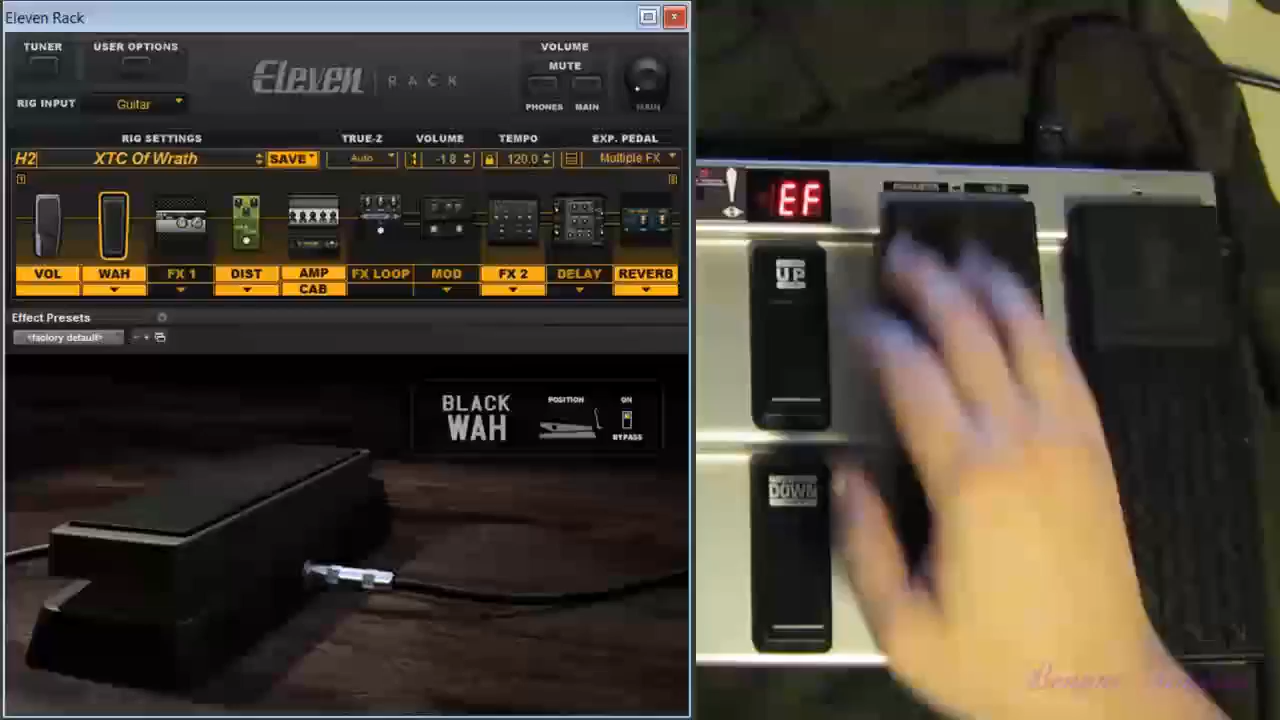 Eleven Rack
TUNER
USER OPTIONS
VOLUME
MUTE
Eleven | RACK
PHONES
MAIN
MAIN
RIG INPUT
Guitar
RIG SETTINGS
TRUE-Z
VOLUME
TEMPO
EXP. PEDAL
H2
XTC Of Wrath
SAVE
Auto
-1.8
120.0
Multiple FX
VOL
WAH
FX 1
DIST
AMP
FX LOOP
MOD
FX 2
DELAY
REVERB
CAB
Effect Presets
<factory default>
BLACK
WAH
POSITION
ON
BYPASS
EF
UP
DOWN